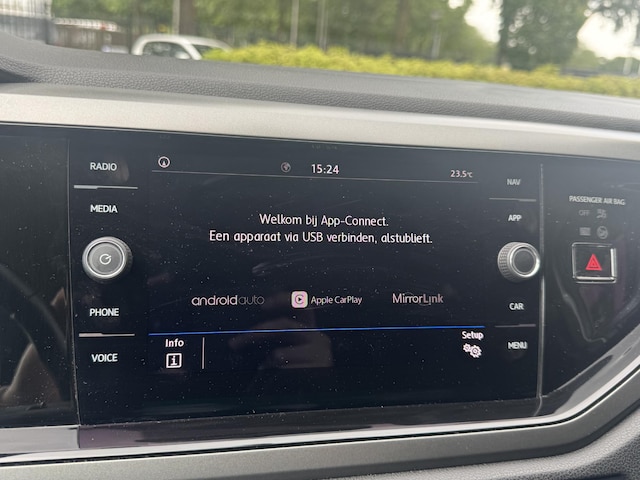 RADIO
MEDIA
PHONE
VOICE
15:24
23.5°C
Welkom bij App-Connect.
Een apparaat via USB verbinden, alstublieft.
androidauto
Apple CarPlay
MirrorLink
Info
Setup
NAV
APP
CAR
MENU
PASSENGER AIR BAG
OFF